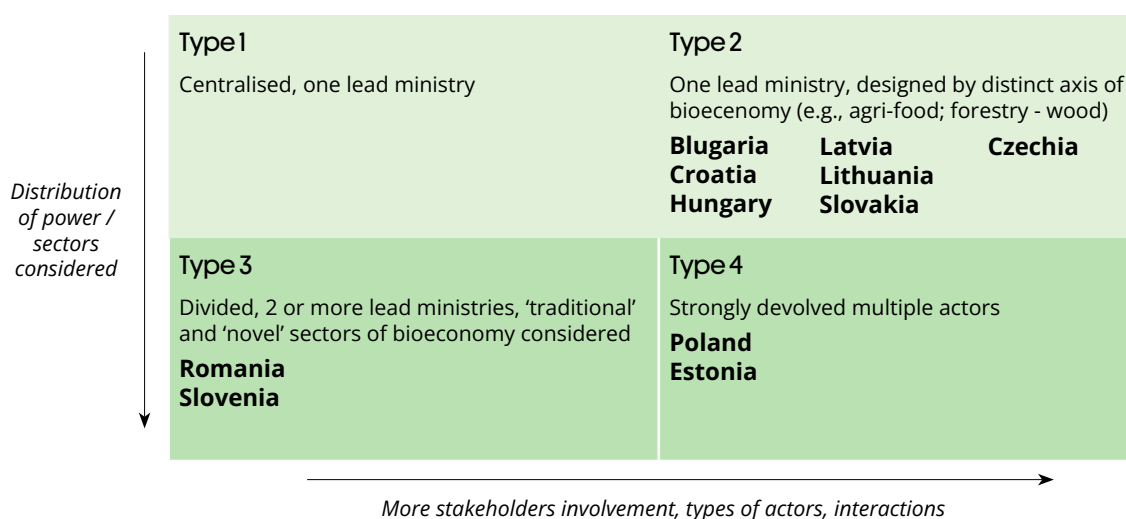 Type 1
Centralised, one lead ministry
Type 2
One lead ministry, designed by distinct axis of
bioecenomy (e.g., agri-food; forestry - wood)
Blugaria
Croatia
Hungary
Latvia
Lithuania
Slovakia
Czechia
Distribution
of power /
sectors
considered
Type 3
Divided, 2 or more lead ministries, ‘traditional’
and ‘novel’ sectors of bioeconomy considered
Romania
Slovenia
Type 4
Strongly devolved multiple actors
Poland
Estonia
More stakeholders involvement, types of actors, interactions